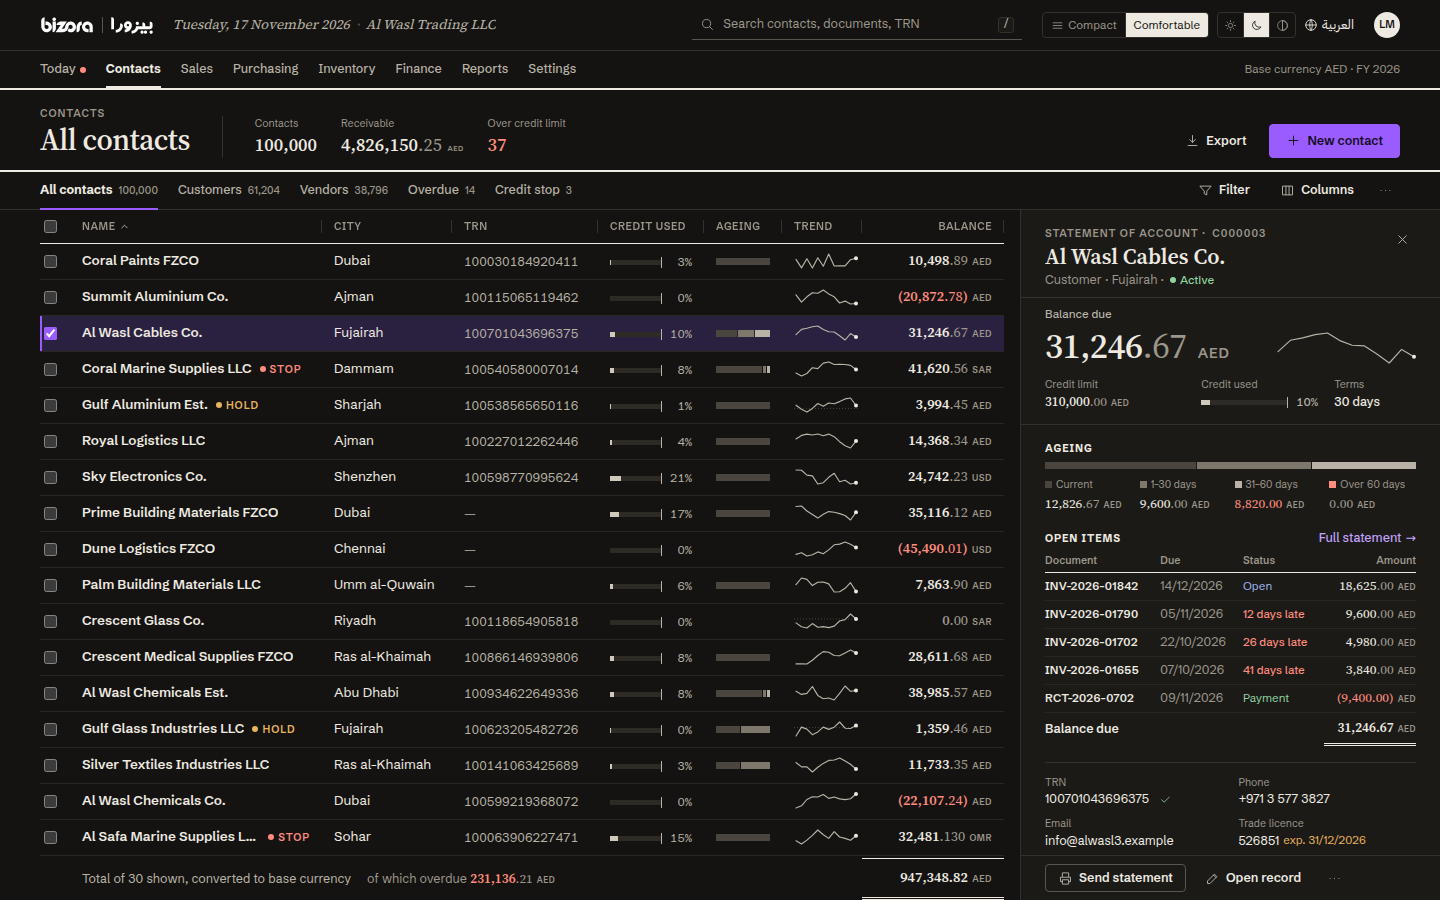 bizora | بيزورا Tuesday, 17 November 2026 · Al Wasl Trading LLC Search contacts, documents, TRN / Compact Comfortable العربية LM
Today Contacts Sales Purchasing Inventory Finance Reports Settings Base currency AED · FY 2026
CONTACTS
All contacts
Contacts Receivable Over credit limit
100,000 4,826,150.25 AED 37
Export + New contact
All contacts 100,000 Customers 61,204 Vendors 38,796 Overdue 14 Credit stop 3 Filter Columns ...
NAME CITY TRN CREDIT USED AGEING TREND BALANCE
Coral Paints FZCO Dubai 100030184920411 3% 10,498.89 AED
Summit Aluminium Co. Ajman 100115065119462 0% (20,872.78) AED
Al Wasl Cables Co. Fujairah 100701043696375 10% 31,246.67 AED
Coral Marine Supplies LLC STOP Dammam 100540580007014 8% 41,620.56 SAR
Gulf Aluminium Est. HOLD Sharjah 100538565650116 1% 3,994.45 AED
Royal Logistics LLC Ajman 100227012262446 4% 14,368.34 AED
Sky Electronics Co. Shenzhen 100598770995624 21% 24,742.23 USD
Prime Building Materials FZCO Dubai — 17% 35,116.12 AED
Dune Logistics FZCO Chennai — 0% (45,490.01) USD
Palm Building Materials LLC Umm al-Quwain — 6% 7,863.90 AED
Crescent Glass Co. Riyadh 100118654905818 0% 0.00 SAR
Crescent Medical Supplies FZCO Ras al-Khaimah 100866146939806 8% 28,611.68 AED
Al Wasl Chemicals Est. Abu Dhabi 100934622649336 8% 38,985.57 AED
Gulf Glass Industries LLC HOLD Fujairah 100623205482726 0% 1,359.46 AED
Silver Textiles Industries LLC Ras al-Khaimah 100141063425689 3% 11,733.35 AED
Al Wasl Chemicals Co. Dubai 100599219368072 0% (22,107.24) AED
Al Safa Marine Supplies L... STOP Sohar 100063906227471 15% 32,481.130 OMR
Total of 30 shown, converted to base currency of which overdue 231,136.21 AED 947,348.82 AED
STATEMENT OF ACCOUNT · C000003
Al Wasl Cables Co.
Customer · Fujairah · Active
Balance due
31,246.67 AED
Credit limit Credit used Terms
310,000.00 AED 10% 30 days
AGEING
Current 1–30 days 31–60 days Over 60 days
12,826.67 AED 9,600.00 AED 8,820.00 AED 0.00 AED
OPEN ITEMS Full statement →
Document Due Status Amount
INV-2026-01842 14/12/2026 Open 18,625.00 AED
INV-2026-01790 05/11/2026 12 days late 9,600.00 AED
INV-2026-01702 22/10/2026 26 days late 4,980.00 AED
INV-2026-01655 07/10/2026 41 days late 3,840.00 AED
RCT-2026-0702 09/11/2026 Payment (9,400.00) AED
Balance due 31,246.67 AED
TRN Phone
100701043696375 +971 3 577 3827
Email Trade licence
info@alwasl3.example 526851 exp. 31/12/2026
Send statement Open record ...